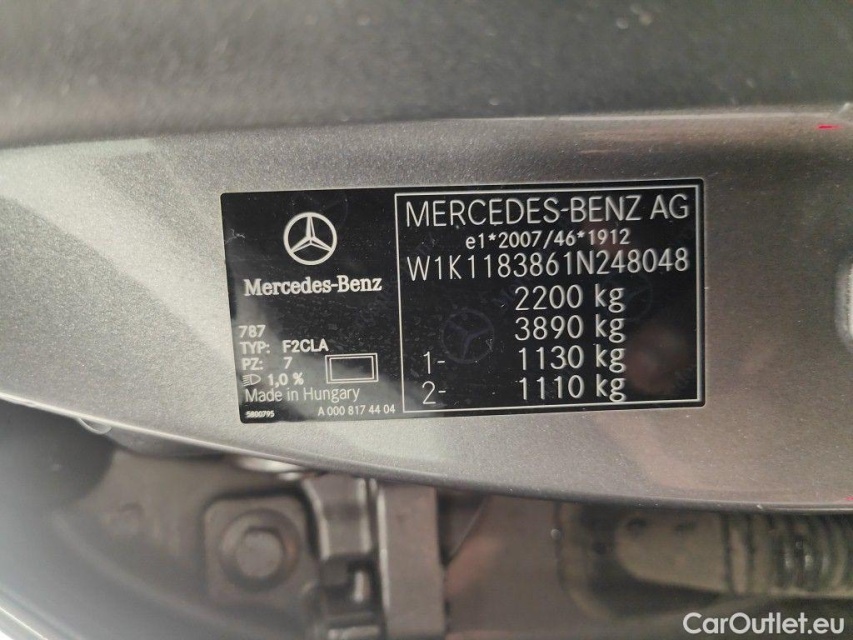 MERCEDES-BENZ AG
e1*2007/46*1912
W1K1183861N248048
2200 kg
3890 kg
1- 1130 kg
2- 1110 kg
Mercedes-Benz
787
TYP: F2CLA
PZ: 7
1,0 %
Made in Hungary
5800795
A 000 817 44 04
CarOutlet.eu